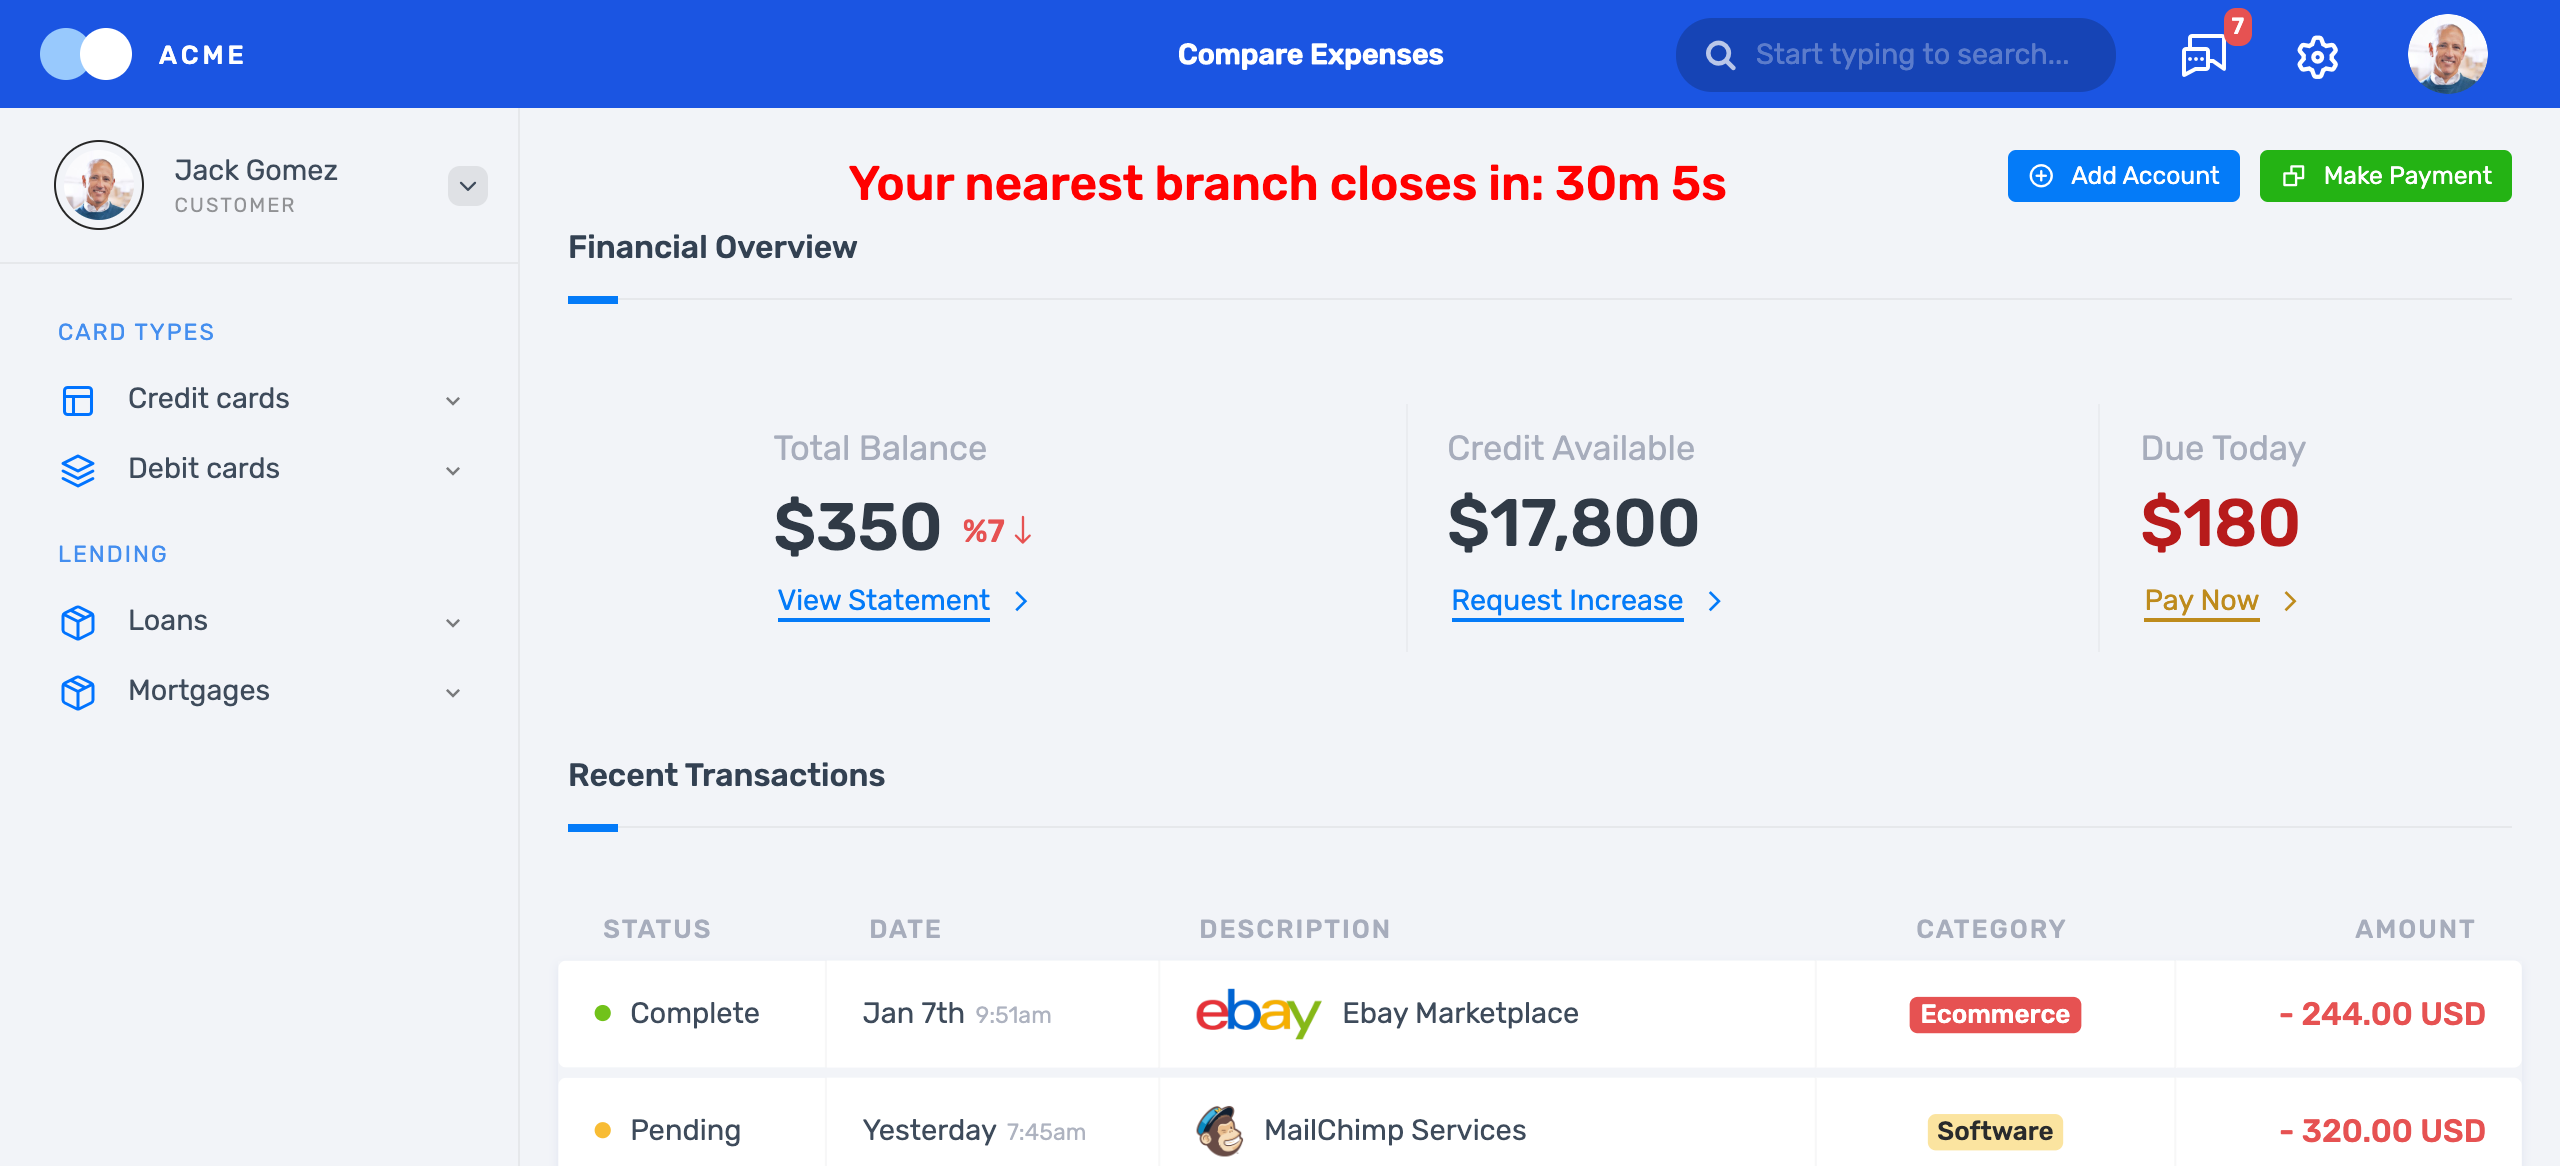 ACME
Compare Expenses
Start typing to search...
7
Jack Gomez
CUSTOMER
Your nearest branch closes in: 30m 5s
Add Account
Make Payment
Financial Overview
CARD TYPES
Credit cards
Debit cards
LENDING
Loans
Mortgages
Total Balance
$350 %7
View Statement
Credit Available
$17,800
Request Increase
Due Today
$180
Pay Now
Recent Transactions
STATUS DATE DESCRIPTION CATEGORY AMOUNT
Complete Jan 7th 9:51am ebay Ebay Marketplace Ecommerce - 244.00 USD
Pending Yesterday 7:45am MailChimp Services Software - 320.00 USD